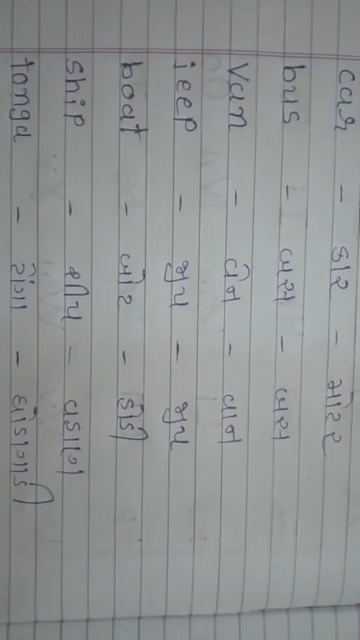 car - કાર - મોટર
bus - બસ - બસ
van - વેન - વાન
jeep - જીપ - જીપ
boat - બોટ - હોડી
ship - શીપ - વહાણ
tonga - ટાંગા - ઘોડાગાડી